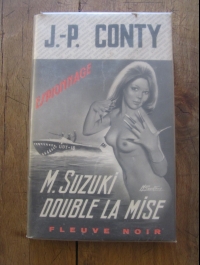 J.-P. CONTY
ESPIONNAGE
M. SUZUKI
DOUBLE LA MISE
FLEUVE NOIR